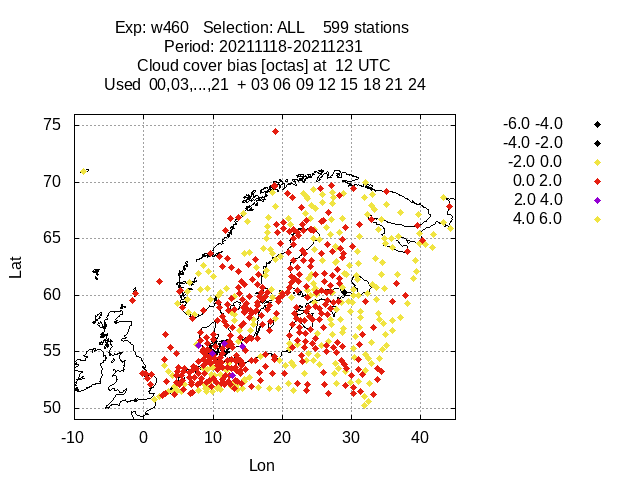 Exp: w460 Selection: ALL 599 stations
Period: 20211118-20211231
Cloud cover bias [octas] at 12 UTC
Used 00,03,...,21 + 03 06 09 12 15 18 21 24
75
70
65
60
55
50
-10 0 10 20 30 40
Lat
Lon
-6.0 -4.0
-4.0 -2.0
-2.0 0.0
0.0 2.0
2.0 4.0
4.0 6.0